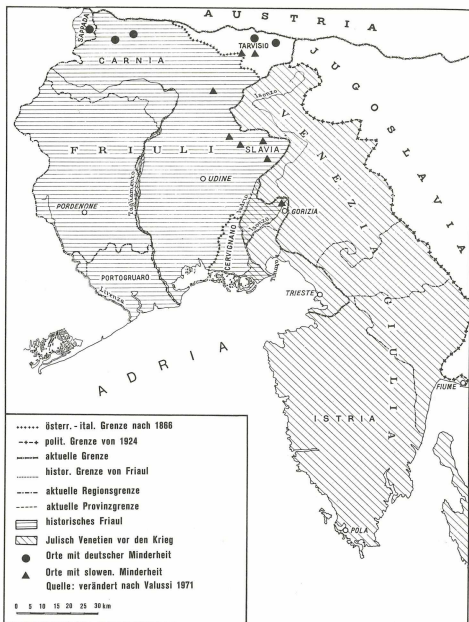 AUSTRIA
SAPPADA
TARVISIO
CARNIA
JUGOSLAVIA
Isonzo
VENEZIA
FRIULI
SLAVIA
UDINE
Tagliamento
PORDENONE
GORIZIA
CERVIGNANO
PORTOGRUARO
Livenza
TRIESTE
GIULIA
ADRIA
FIUME
ISTRIA
POLA
österr.-ital. Grenze nach 1866
polit. Grenze von 1924
aktuelle Grenze
histor. Grenze von Friaul
aktuelle Regionsgrenze
aktuelle Provinzgrenze
historisches Friaul
Julisch Venetien vor den Krieg
Orte mit deutscher Minderheit
Orte mit slowen. Minderheit
Quelle: verändert nach Valussi 1971
0 5 10 15 20 25 30 km